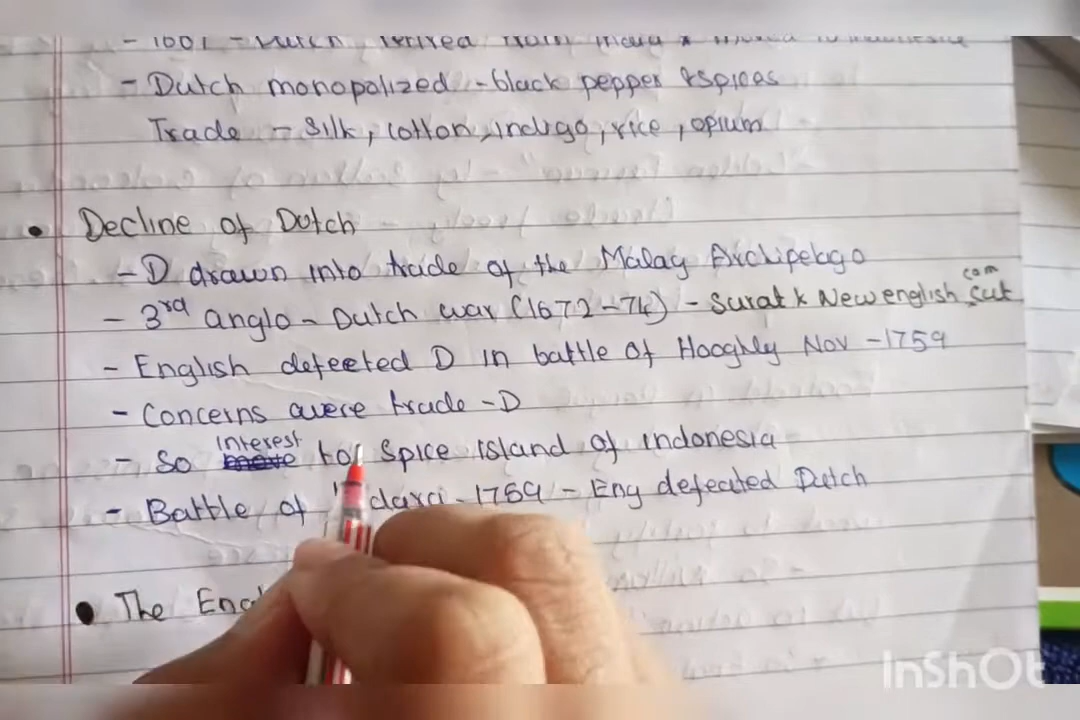 - Dutch
- Dutch monopolized - black pepper & spices
Trade - Silk, cotton, indigo, rice, opium
• Decline of Dutch
- D drawn into trade of the Malay Archipelago
- 3rd anglo - Dutch war (1672-74) - Surat & New english com cut
- English defeeted D in battle of Hooghly Nov - 1759
- Concerns were trade - D
- So interest to Spice island of indonesia
- Battle of - 1759 - Eng defeated Dutch
• The
InShOt